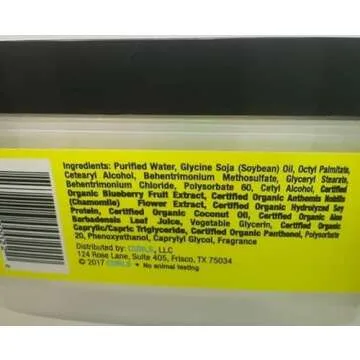 Ingredients: Purified Water, Glycine Soja (Soybean) Oil, Octyl Palmitate,
Cetearyl Alcohol, Behentrimonium Methosulfate, Glyceryl Stearate,
Behentrimonium Chloride, Polysorbate 60, Cetyl Alcohol, Certified
Organic Blueberry Fruit Extract, Certified Organic Anthemis Nobilis
(Chamomile) Flower Extract, Certified Organic Hydrolyzed Soy
Protein, Certified Organic Coconut Oil, Certified Organic Aloe
Barbadensis Leaf Juice, Vegetable Glycerin, Certified Organic
Caprylic/Capric Triglyceride, Certified Organic Panthenol, Polysorbate
20, Phenoxyethanol, Caprylyl Glycol, Fragrance
Distributed by: CURLS, LLC
124 Rose Lane, Suite 405, Frisco, TX 75034
© 2017 CURLS • No animal testing